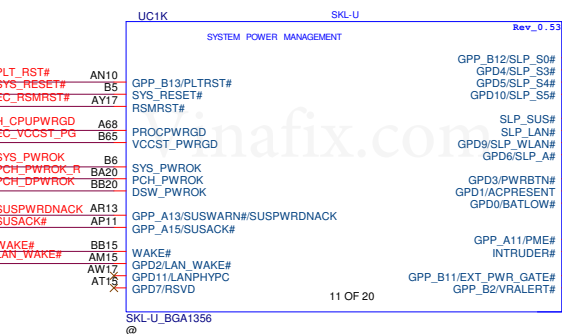 UC1K
SKL-U
Rev_0.53
SYSTEM POWER MANAGEMENT
PLT_RST# AN10 GPP_B13/PLTRST#
SYS_RESET# B5 SYS_RESET#
EC_RSMRST# AY17 RSMRST#
H_CPUPWRGD A68 PROCPWRGD
EC_VCCST_PG B65 VCCST_PWRGD
SYS_PWROK B6 SYS_PWROK
PCH_PWROK_R BA20 PCH_PWROK
PCH_DPWROK BB20 DSW_PWROK
SUSPWRDNACK AR13 GPP_A13/SUSWARN#/SUSPWRDNACK
SUSACK# AP11 GPP_A15/SUSACK#
WAKE# BB15 WAKE#
LAN_WAKE# AM15 GPD2/LAN_WAKE#
AW17 GPD11/LANPHYPC
AT15 GPD7/RSVD
GPP_B12/SLP_S0#
GPD4/SLP_S3#
GPD5/SLP_S4#
GPD10/SLP_S5#
SLP_SUS#
SLP_LAN#
GPD9/SLP_WLAN#
GPD6/SLP_A#
GPD3/PWRBTN#
GPD1/ACPRESENT
GPD0/BATLOW#
GPP_A11/PME#
INTRUDER#
GPP_B11/EXT_PWR_GATE#
GPP_B2/VRALERT#
11 OF 20
SKL-U_BGA1356
@
Vinafix.com